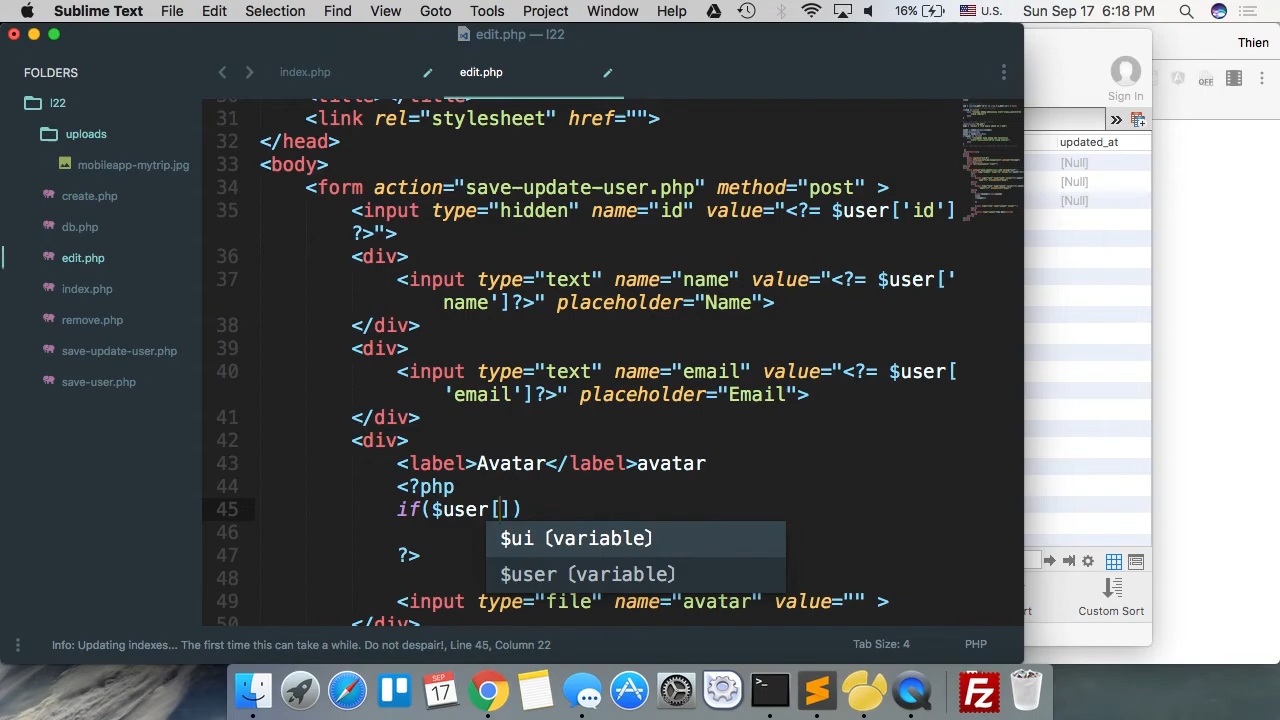 Sublime Text File Edit Selection Find View Goto Tools Project Window Help 16% U.S. Sun Sep 17 6:18 PM
edit.php — l22
Thien
FOLDERS
index.php
edit.php
l22
uploads
mobileapp-mytrip.jpg
create.php
db.php
edit.php
index.php
remove.php
save-update-user.php
save-user.php
31 <link rel="stylesheet" href="">
32 </head>
33 <body>
34 <form action="save-update-user.php" method="post" >
35 <input type="hidden" name="id" value="<?= $user['id']
?>">
36 <div>
37 <input type="text" name="name" value="<?= $user['
name']?>" placeholder="Name">
38 </div>
39 <div>
40 <input type="text" name="email" value="<?= $user[
'email']?>" placeholder="Email">
41 </div>
42 <div>
43 <label>Avatar</label>avatar
44 <?php
45 if($user[])
46
47 ?>
48
49 <input type="file" name="avatar" value="" >
50 </div>
$ui (variable)
$user (variable)
Info: Updating indexes... The first time this can take a while. Do not despair!, Line 45, Column 22
Tab Size: 4
PHP
Sign In
OFF
»
updated_at
[Null]
[Null]
[Null]
rt
Custom Sort
SEP
17
>_
Fz